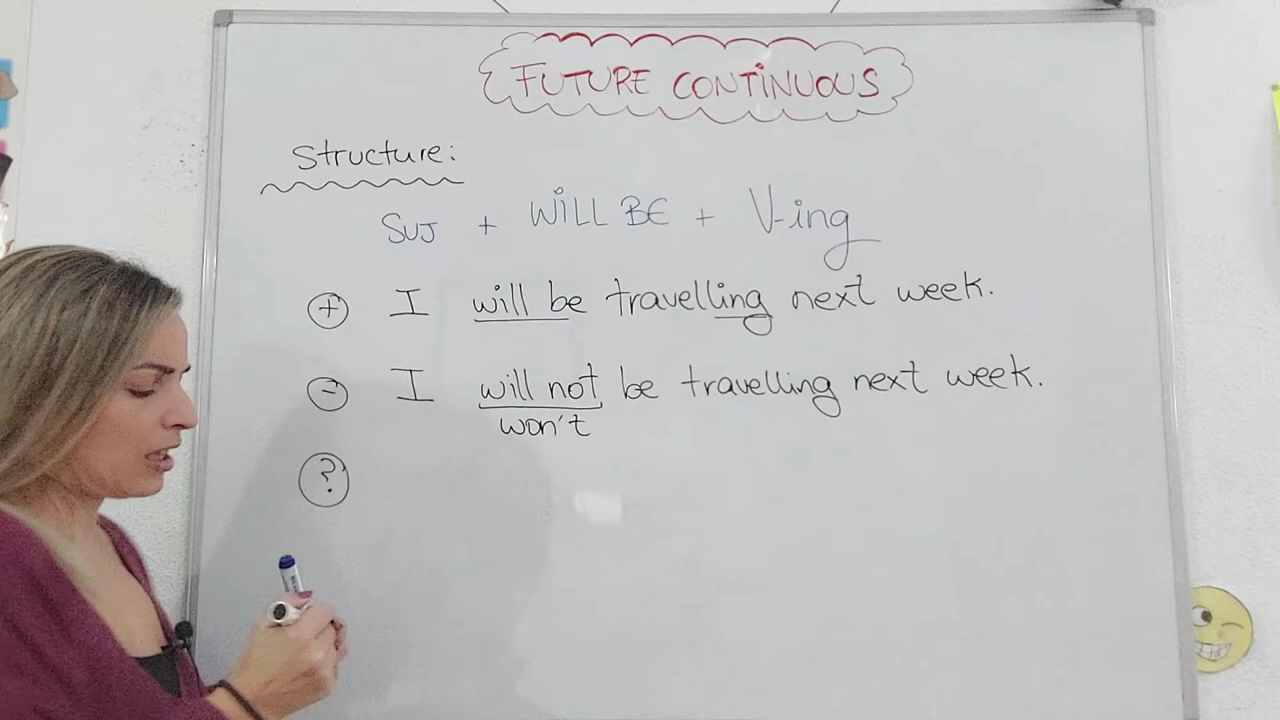 FUTURE CONTINUOUS
Structure:
SUJ + WILL BE + V-ing
+ I will be travelling next week.
- I will not be travelling next week.
won't
?